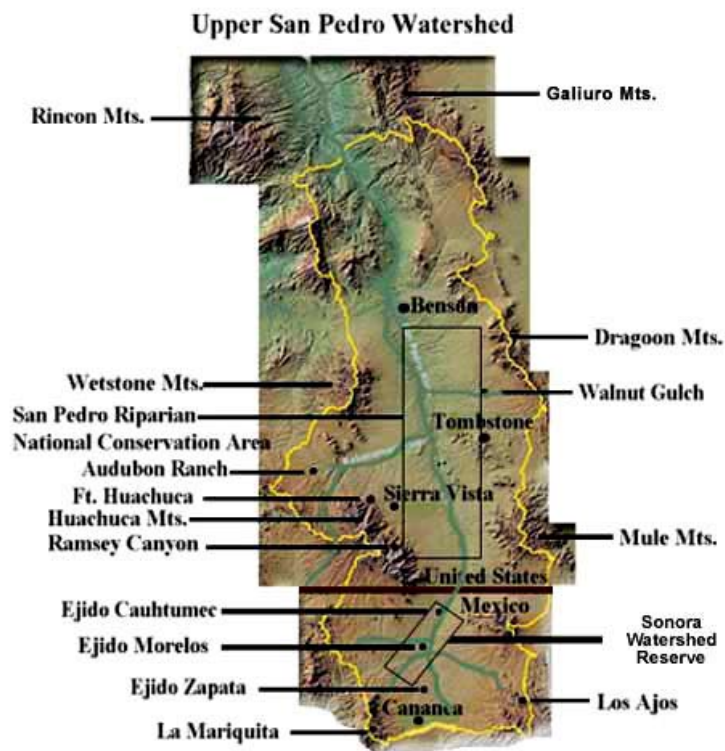 Upper San Pedro Watershed
Galiuro Mts.
Rincon Mts.
Benson
Dragoon Mts.
Wetstone Mts.
Walnut Gulch
San Pedro Riparian
National Conservation Area
Tombstone
Audubon Ranch
Ft. Huachuca
Sierra Vista
Huachuca Mts.
Ramsey Canyon
Mule Mts.
United States
Ejido Cauhtumec
Mexico
Sonora
Watershed
Reserve
Ejido Morelos
Ejido Zapata
Los Ajos
Cananea
La Mariquita